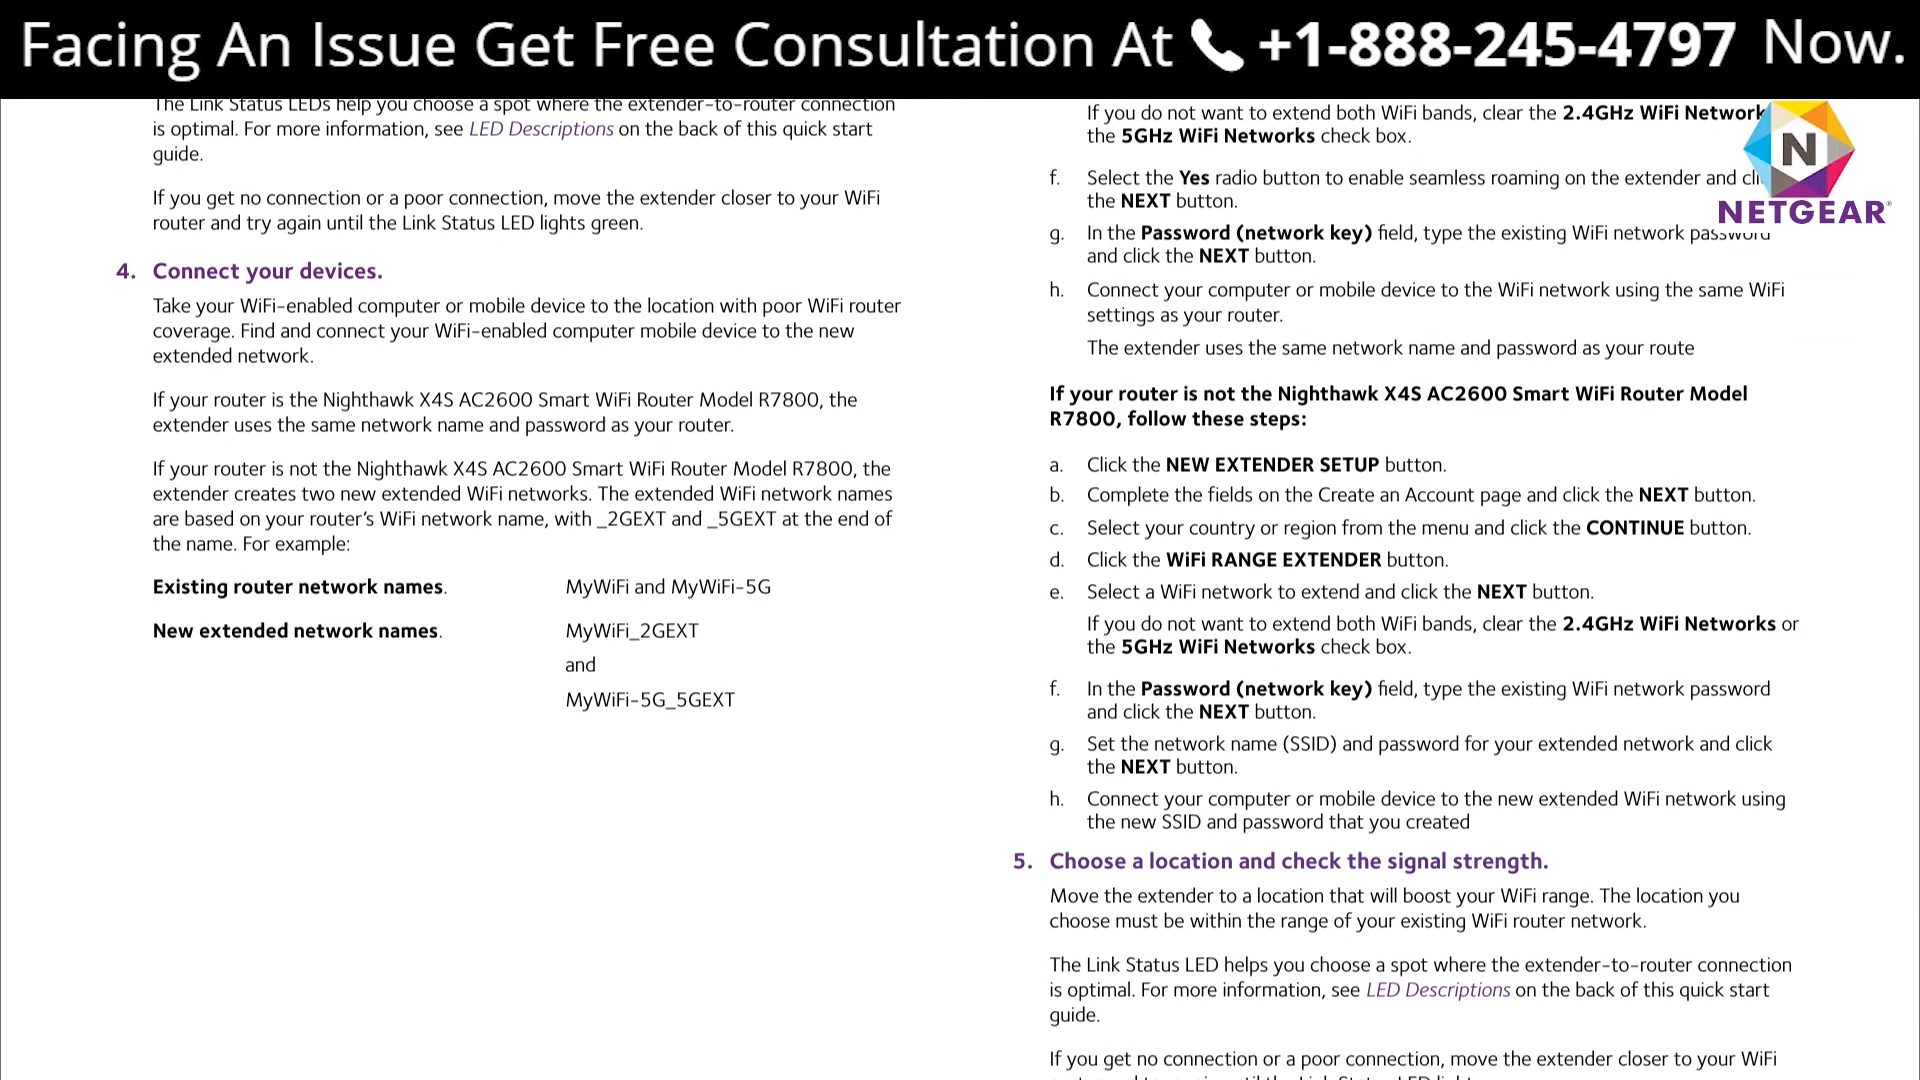 Facing An Issue Get Free Consultation At +1-888-245-4797 Now.
The Link Status LEDs help you choose a spot where the extender-to-router connection
is optimal. For more information, see LED Descriptions on the back of this quick start
guide.
If you get no connection or a poor connection, move the extender closer to your WiFi
router and try again until the Link Status LED lights green.
4. Connect your devices.
Take your WiFi-enabled computer or mobile device to the location with poor WiFi router
coverage. Find and connect your WiFi-enabled computer mobile device to the new
extended network.
If your router is the Nighthawk X4S AC2600 Smart WiFi Router Model R7800, the
extender uses the same network name and password as your router.
If your router is not the Nighthawk X4S AC2600 Smart WiFi Router Model R7800, the
extender creates two new extended WiFi networks. The extended WiFi network names
are based on your router's WiFi network name, with _2GEXT and _5GEXT at the end of
the name. For example:
Existing router network names. MyWiFi and MyWiFi-5G
New extended network names. MyWiFi_2GEXT
and
MyWiFi-5G_5GEXT
If you do not want to extend both WiFi bands, clear the 2.4GHz WiFi Network
the 5GHz WiFi Networks check box.
f. Select the Yes radio button to enable seamless roaming on the extender and
the NEXT button.
g. In the Password (network key) field, type the existing WiFi network password
and click the NEXT button.
h. Connect your computer or mobile device to the WiFi network using the same WiFi
settings as your router.
The extender uses the same network name and password as your route
If your router is not the Nighthawk X4S AC2600 Smart WiFi Router Model
R7800, follow these steps:
a. Click the NEW EXTENDER SETUP button.
b. Complete the fields on the Create an Account page and click the NEXT button.
c. Select your country or region from the menu and click the CONTINUE button.
d. Click the WiFi RANGE EXTENDER button.
e. Select a WiFi network to extend and click the NEXT button.
If you do not want to extend both WiFi bands, clear the 2.4GHz WiFi Networks or
the 5GHz WiFi Networks check box.
f. In the Password (network key) field, type the existing WiFi network password
and click the NEXT button.
g. Set the network name (SSID) and password for your extended network and click
the NEXT button.
h. Connect your computer or mobile device to the new extended WiFi network using
the new SSID and password that you created
5. Choose a location and check the signal strength.
Move the extender to a location that will boost your WiFi range. The location you
choose must be within the range of your existing WiFi router network.
The Link Status LED helps you choose a spot where the extender-to-router connection
is optimal. For more information, see LED Descriptions on the back of this quick start
guide.
If you get no connection or a poor connection, move the extender closer to your WiFi
N
NETGEAR®